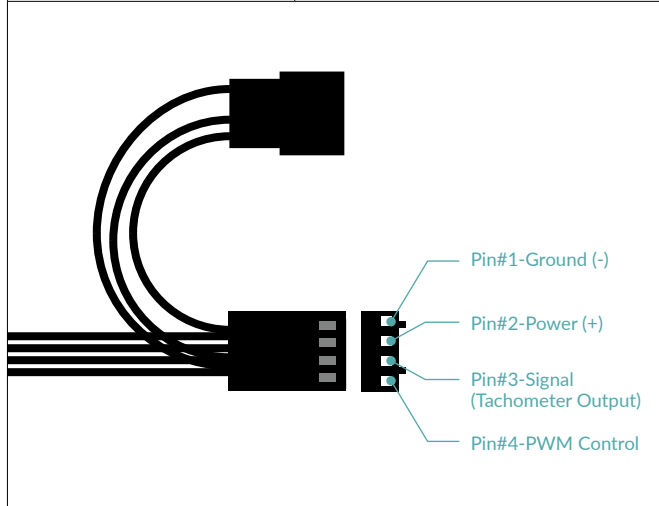 Pin#1-Ground (-)
Pin#2-Power (+)
Pin#3-Signal
(Tachometer Output)
Pin#4-PWM Control